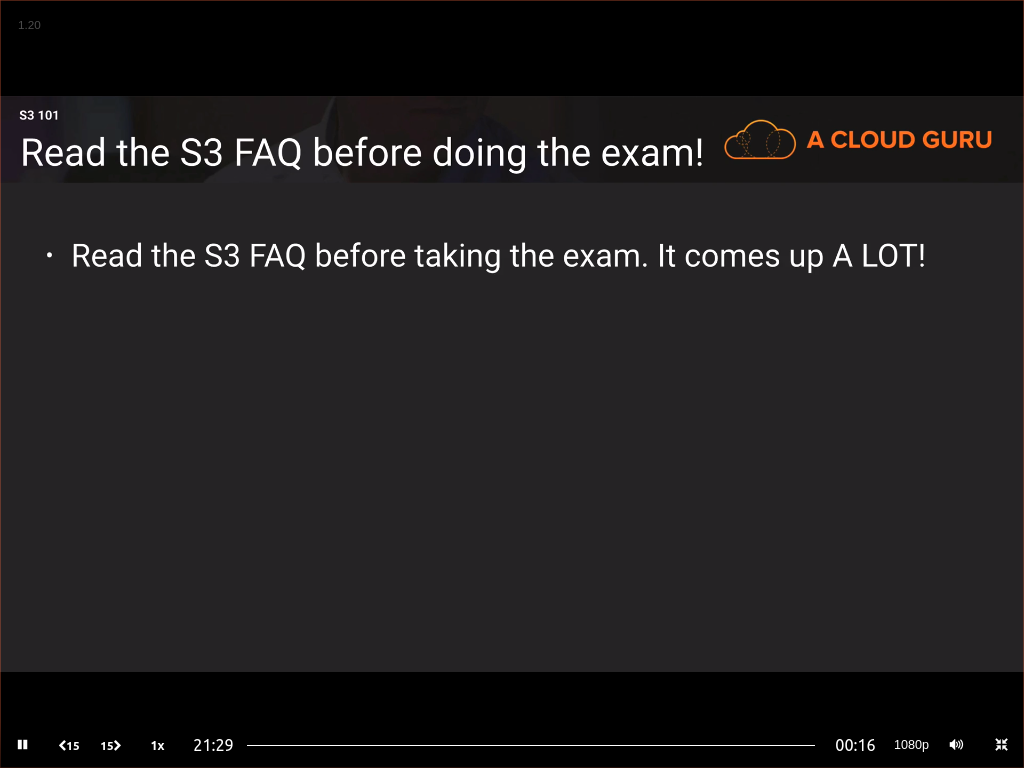 1.20
S3 101
Read the S3 FAQ before doing the exam!
A CLOUD GURU
• Read the S3 FAQ before taking the exam. It comes up A LOT!
15 15 1x 21:29 00:16 1080p